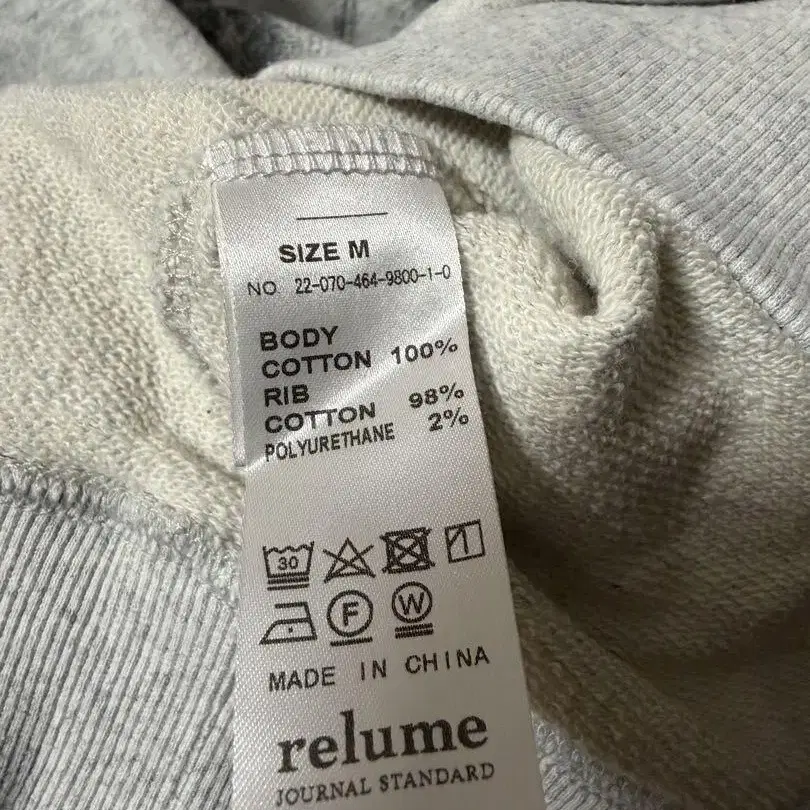 SIZE M
NO. 22-070-464-9800-1-0
BODY
COTTON 100%
RIB
COTTON 98%
POLYURETHANE 2%
30
F W
MADE IN CHINA
relume
JOURNAL STANDARD